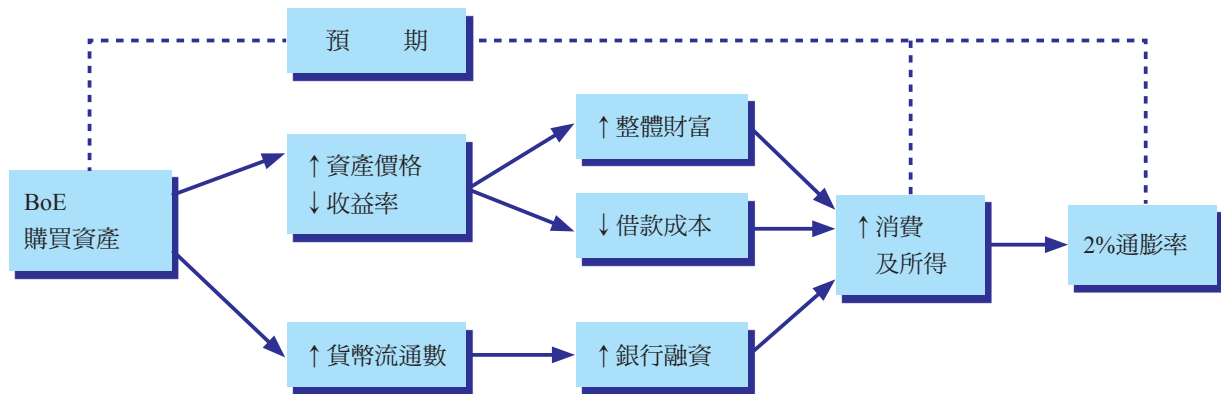 預 期
↑整體財富
↑資產價格
↓收益率
BoE
購買資產
↓借款成本
↑消費
及所得
2%通膨率
↑貨幣流通數
↑銀行融資